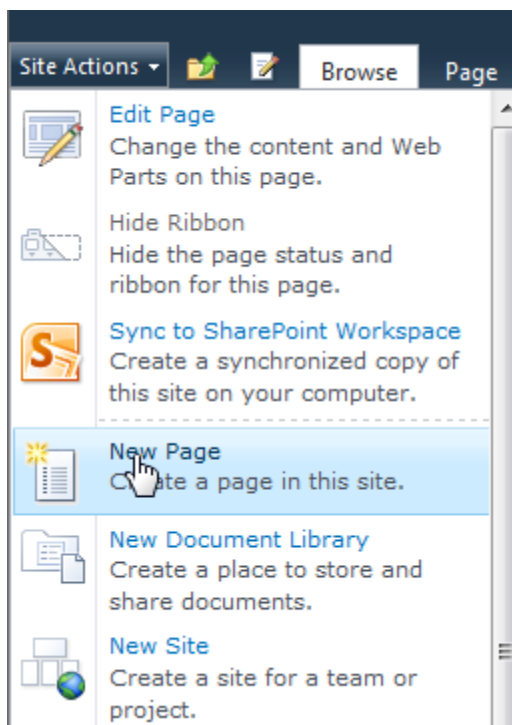 Site Actions Browse Page
Edit Page
Change the content and Web
Parts on this page.
Hide Ribbon
Hide the page status and
ribbon for this page.
Sync to SharePoint Workspace
Create a synchronized copy of
this site on your computer.
New Page
Create a page in this site.
New Document Library
Create a place to store and
share documents.
New Site
Create a site for a team or
project.